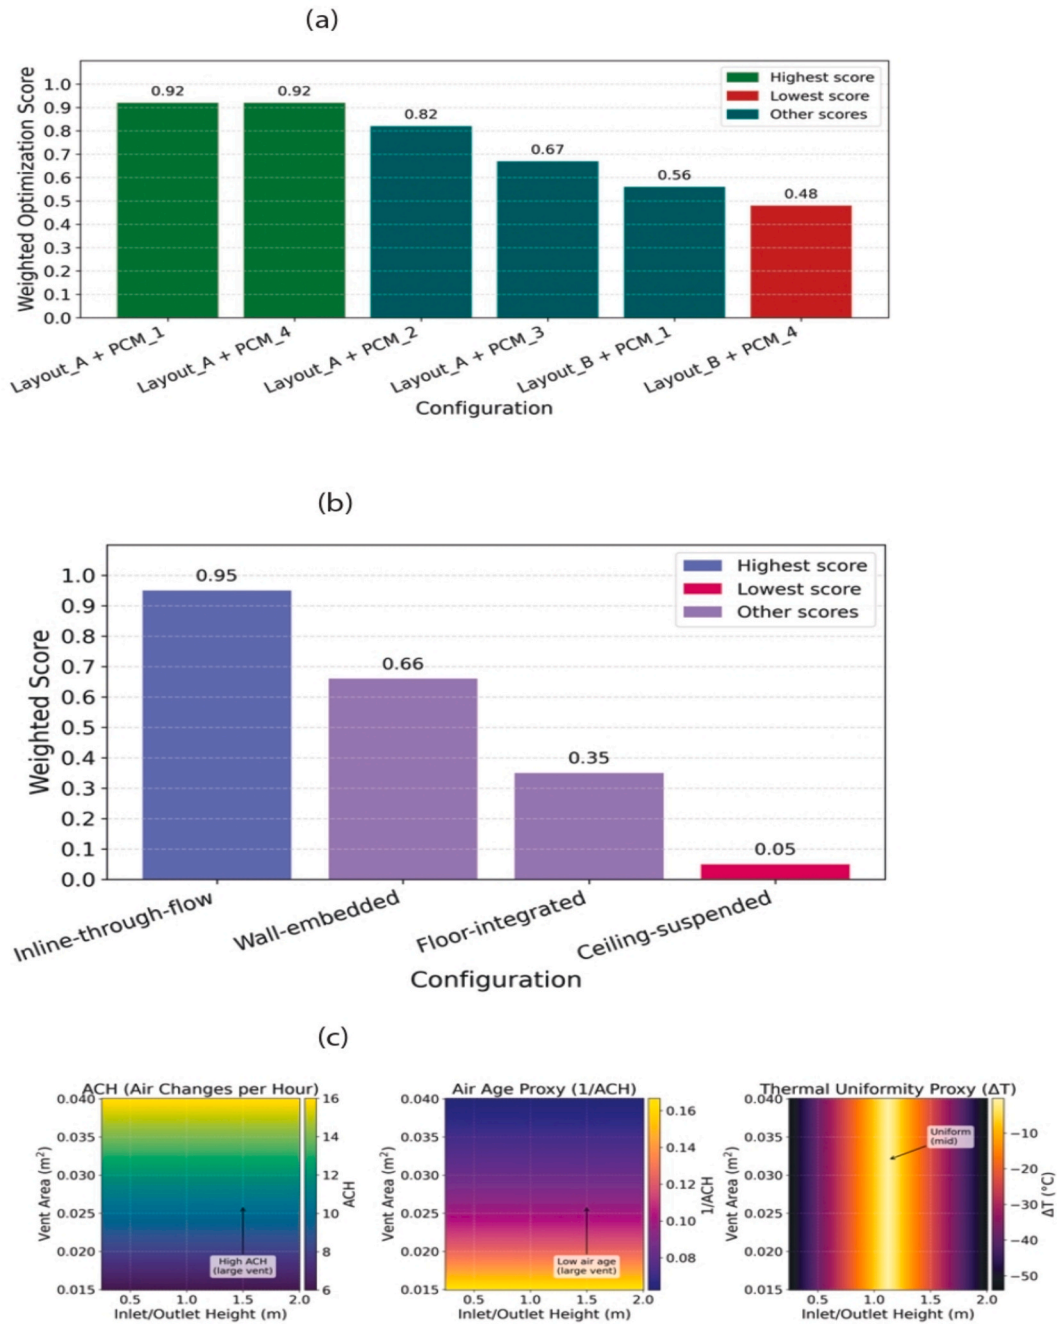 (a)
Weighted Optimization Score
1.0
0.9
0.8
0.7
0.6
0.5
0.4
0.3
0.2
0.1
0.0
0.92
0.92
0.82
0.67
0.56
0.48
Highest score
Lowest score
Other scores
Layout_A + PCM_1
Layout_A + PCM_4
Layout_A + PCM_2
Layout_A + PCM_3
Layout_B + PCM_1
Layout_B + PCM_4
Configuration
(b)
Weighted Score
1.0
0.9
0.8
0.7
0.6
0.5
0.4
0.3
0.2
0.1
0.0
0.95
0.66
0.35
0.05
Highest score
Lowest score
Other scores
Inline-through-flow
Wall-embedded
Floor-integrated
Ceiling-suspended
Configuration
(c)
ACH (Air Changes per Hour)
Vent Area (m²)
0.040
0.035
0.030
0.025
0.020
0.015
High ACH
(large vent)
0.5
1.0
1.5
2.0
Inlet/Outlet Height (m)
16
14
12
10
8
6
ACH
Air Age Proxy (1/ACH)
Vent Area (m²)
0.040
0.035
0.030
0.025
0.020
0.015
Low air age
(large vent)
0.5
1.0
1.5
2.0
Inlet/Outlet Height (m)
0.16
0.14
0.12
0.10
0.08
1/ACH
Thermal Uniformity Proxy (ΔT)
Vent Area (m²)
0.040
0.035
0.030
0.025
0.020
0.015
Uniform
(mid)
0.5
1.0
1.5
2.0
Inlet/Outlet Height (m)
−10
−20
−30
−40
−50
ΔT (°C)